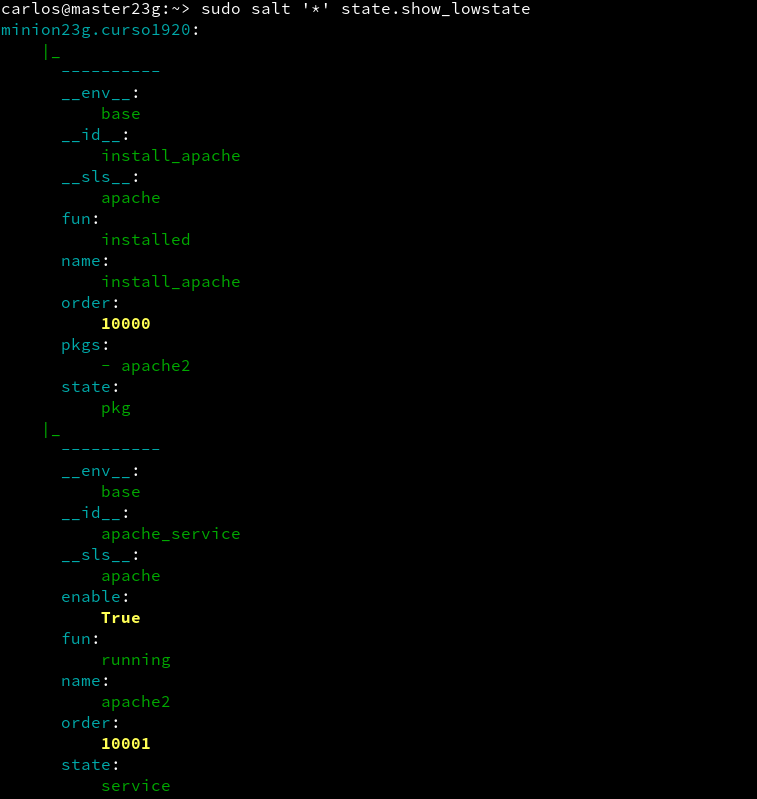 carlos@master23g:~> sudo salt '*' state.show_lowstate
minion23g.curso1920:
    |_
      ----------
      __env__:
          base
      __id__:
          install_apache
      __sls__:
          apache
      fun:
          installed
      name:
          install_apache
      order:
          10000
      pkgs:
          - apache2
      state:
          pkg
    |_
      ----------
      __env__:
          base
      __id__:
          apache_service
      __sls__:
          apache
      enable:
          True
      fun:
          running
      name:
          apache2
      order:
          10001
      state:
          service